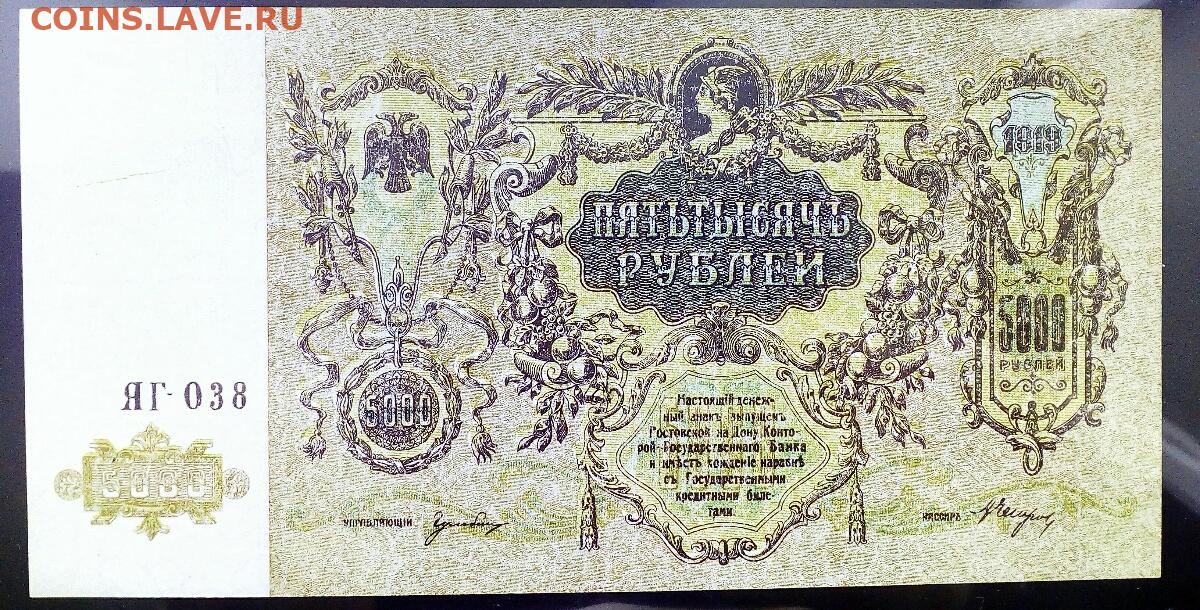 COINS.LAVE.RU
1919
ПЯТЬТЫСЯЧЪ
РУБЛЕЙ
5000
РУБЛЕЙ
ЯГ-038
5000
5000
Настоящій денеж-
ный знакъ выпущенъ
Ростовской на Дону Конто-
рой Государственнаго Банка
и имѣетъ хожденіе наравнѣ
съ Государственными
кредитными биле-
тами.
УПРАВЛЯЮЩІЙ
КАССИРЪ